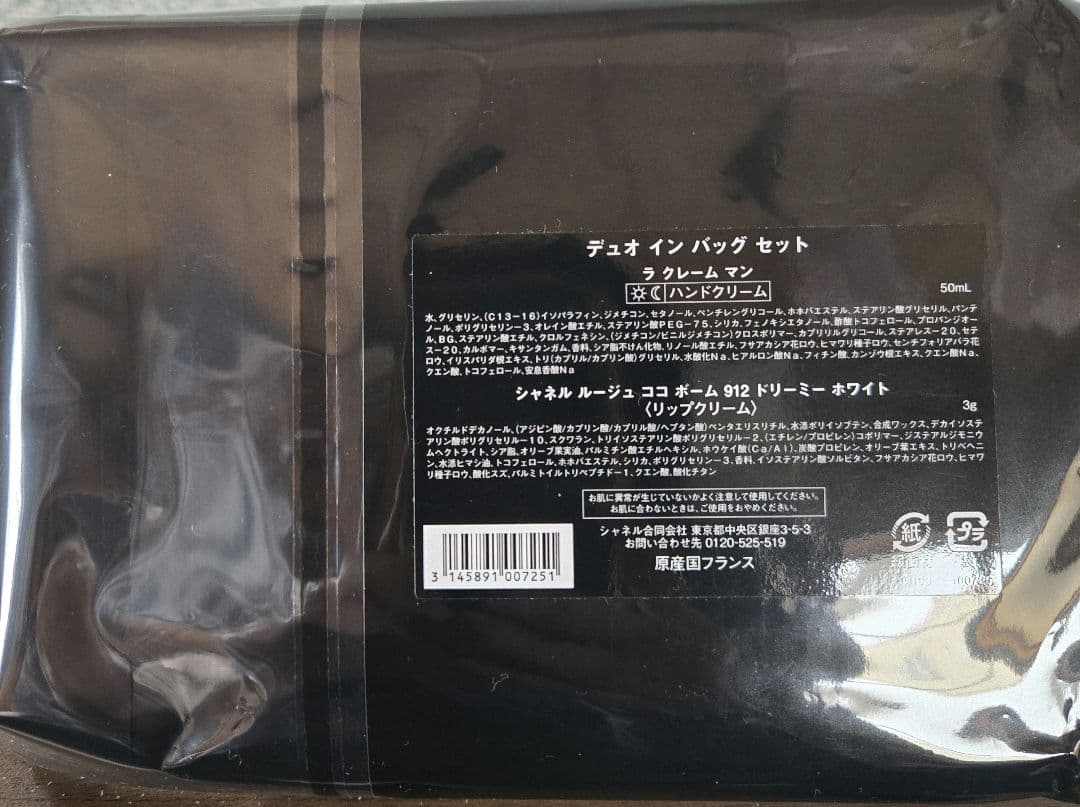 デュオ イン バッグ セット
ラ クレーム マン
ハンドクリーム 50mL
水、グリセリン、(C13-16)イソパラフィン、ジメチコン、セタノール、ペンチレングリコール、ホホバエステル、ステアリン酸グリセリル、パンテ
ノール、ポリグリセリン-3、オレイン酸エチル、ステアリン酸PEG-75、シリカ、フェノキシエタノール、酢酸トコフェロール、プロパンジオー
ル、BG、ステアリン酸エチル、クロルフェネシン、(ジメチコン/ビニルジメチコン)クロスポリマー、カプリリルグリコール、ステアレス-20、セテ
ス-20、カルボマー、キサンタンガム、香料、シア脂不けん化物、リノール酸エチル、フサアカシア花ロウ、ヒマワリ種子ロウ、センチフォリアバラ花
ロウ、イリスパリダ根エキス、トリ(カプリル/カプリン酸)グリセリル、水酸化Na、ヒアルロン酸Na、フィチン酸、カンゾウ根エキス、クエン酸Na、
クエン酸、トコフェロール、安息香酸Na
シャネル ルージュ ココ ボーム 912 ドリーミー ホワイト
〈リップクリーム〉 3g
オクチルドデカノール、(アジピン酸/カプリン酸/カプリル酸/ヘプタン酸)ペンタエリスリチル、水添ポリイソブテン、合成ワックス、デカイソステ
アリン酸ポリグリセリル-10、スクワラン、トリイソステアリン酸ポリグリセリル-2、(エチレン/プロピレン)コポリマー、ジステアルジモニウ
ムヘクトライト、シア脂、オリーブ果実油、パルミチン酸エチルヘキシル、ホウケイ酸(Ca/Al)、炭酸プロピレン、オリーブ葉エキス、トリベヘニ
ン、水添ヒマシ油、トコフェロール、ホホバエステル、シリカ、ポリグリセリン-3、香料、イソステアリン酸ソルビタン、フサアカシア花ロウ、ヒマワ
リ種子ロウ、酸化スズ、パルミトイルトリペプチド-1、クエン酸、酸化チタン
お肌に異常が生じていないかよく注意して使用してください。
お肌に合わないときは、ご使用をおやめください。
シャネル合同会社 東京都中央区銀座3-5-3
お問い合わせ先 0120-525-519
原産国フランス
紙 プラ
3 145891 007251